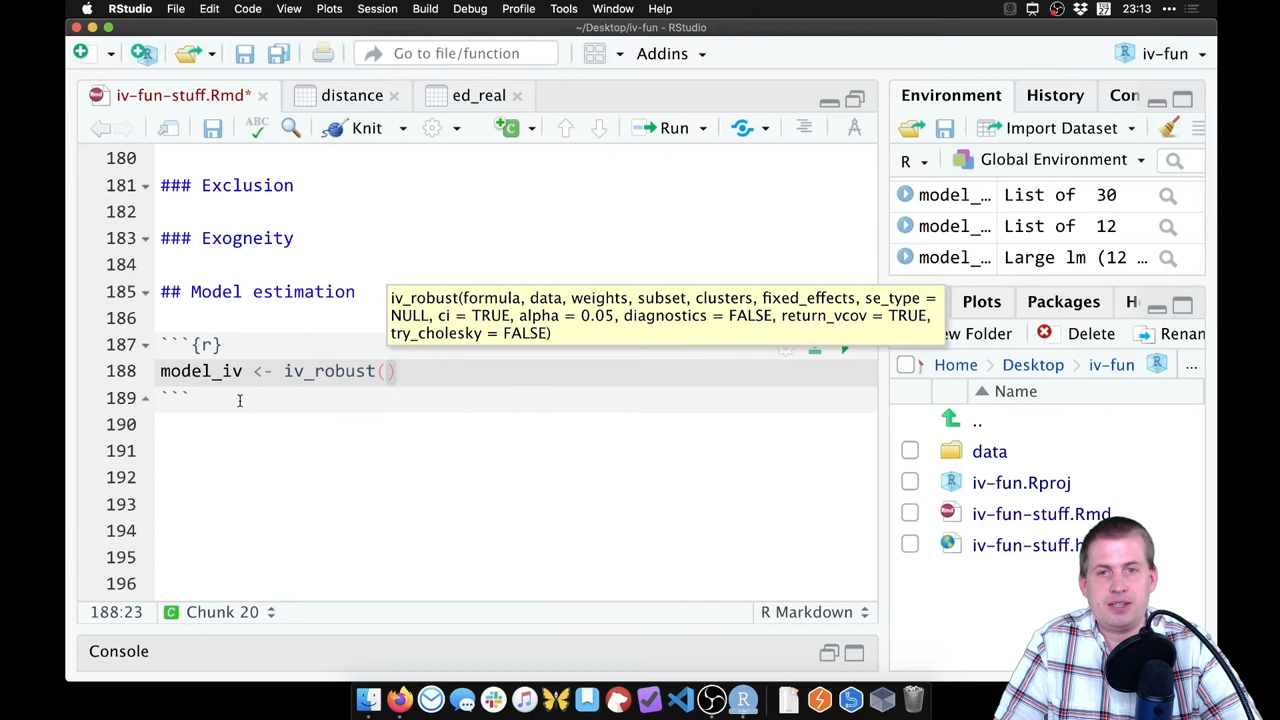 RStudio File Edit Code View Plots Session Build Debug Profile Tools Window Help 23:13
~/Desktop/iv-fun - RStudio
Go to file/function Addins iv-fun
iv-fun-stuff.Rmd* distance ed_real
ABC Knit Run
180
181 ### Exclusion
182
183 ### Exogneity
184
185 ## Model estimation
186
187 ```{r}
188 model_iv <- iv_robust()
189 ```
190
191
192
193
194
195
196
iv_robust(formula, data, weights, subset, clusters, fixed_effects, se_type =
NULL, ci = TRUE, alpha = 0.05, diagnostics = FALSE, return_vcov = TRUE,
try_cholesky = FALSE)
188:23 Chunk 20 R Markdown
Console
Environment History Con
Import Dataset
R Global Environment
model_… List of 30
model_… List of 12
model_… Large lm (12 …
Plots Packages H
ew Folder Delete Renan
Home Desktop iv-fun ...
Name
..
data
iv-fun.Rproj
iv-fun-stuff.Rmd
iv-fun-stuff.h